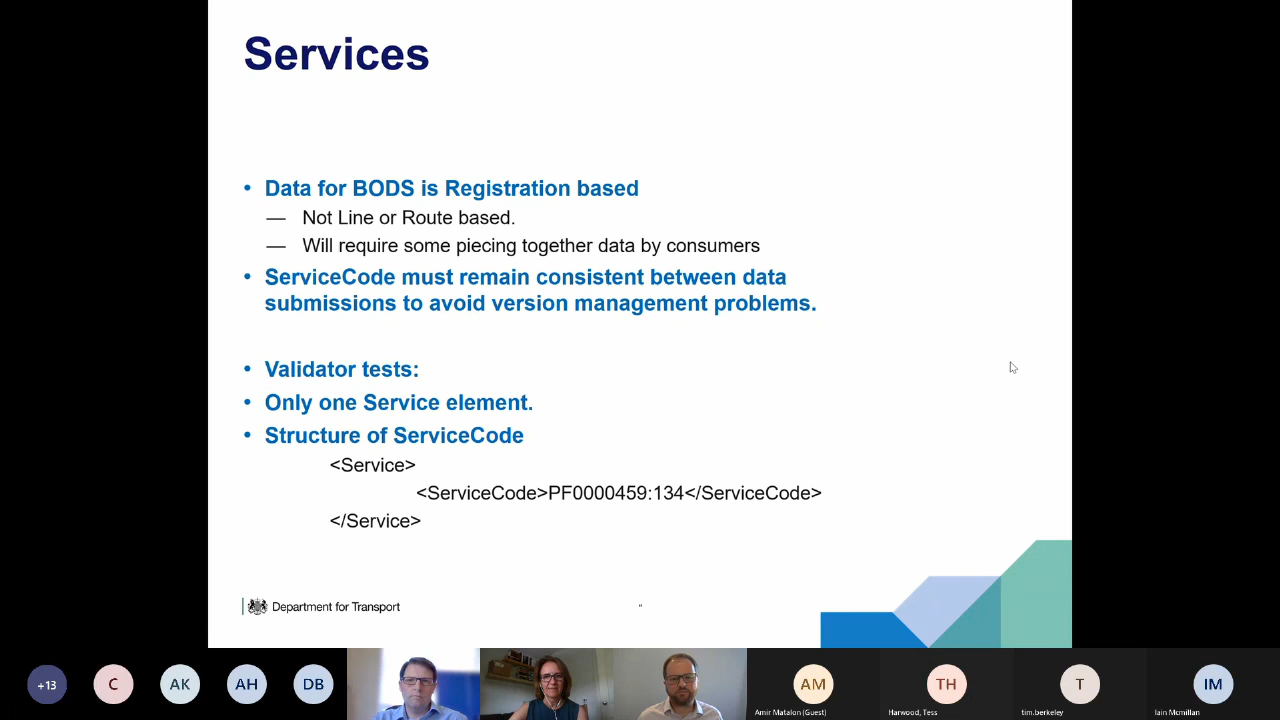 Services
• Data for BODS is Registration based
— Not Line or Route based.
— Will require some piecing together data by consumers
• ServiceCode must remain consistent between data
submissions to avoid version management problems.
• Validator tests:
• Only one Service element.
• Structure of ServiceCode
<Service>
<ServiceCode>PF0000459:134</ServiceCode>
</Service>
Department for Transport
+13
C
AK
AH
DB
AM
TH
T
IM
Amir Matalon (Guest)
Harwood, Tess
tim.berkeley
Iain Mcmillan